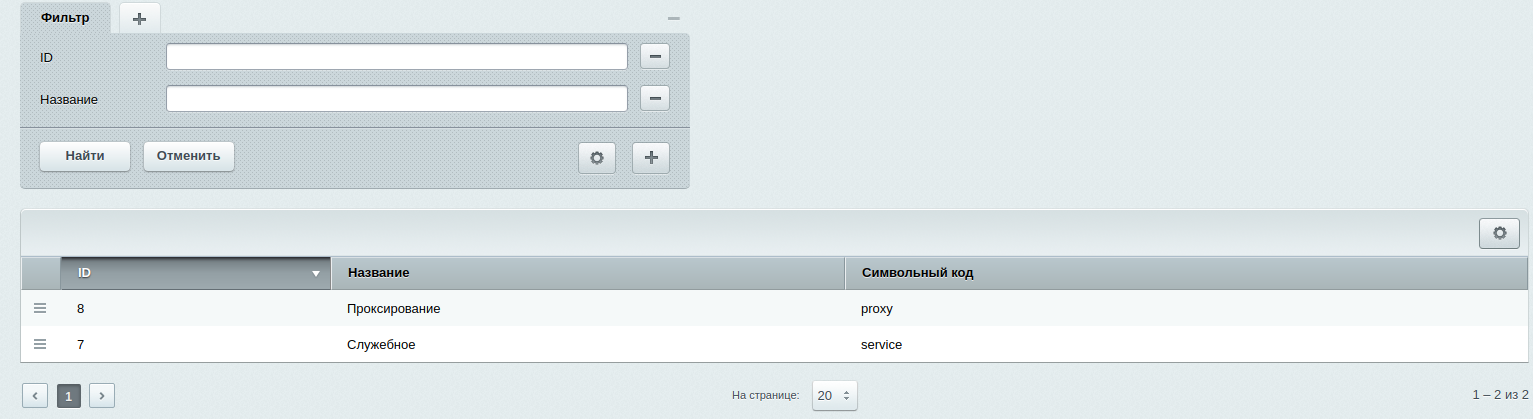 Фильтр
ID
Название
Найти Отменить
ID Название Символьный код
8 Проксирование proxy
7 Служебное service
1 На странице: 20 1 – 2 из 2